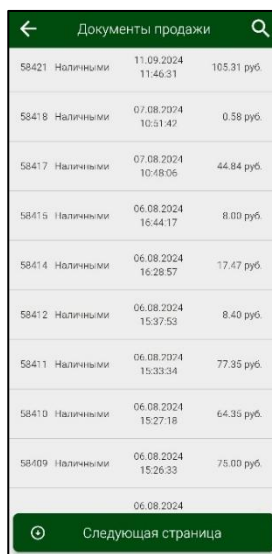 Документы продажи
58421 Наличными 11.09.2024 105.31 руб.
11:46:31
58418 Наличными 07.08.2024 0.58 руб.
10:51:42
58417 Наличными 07.08.2024 44.84 руб.
10:48:06
58415 Наличными 06.08.2024 8.00 руб.
16:44:17
58414 Наличными 06.08.2024 17.47 руб.
16:28:57
58412 Наличными 06.08.2024 8.40 руб.
15:37:53
58411 Наличными 06.08.2024 77.35 руб.
15:33:34
58410 Наличными 06.08.2024 64.35 руб.
15:27:18
58409 Наличными 06.08.2024 75.00 руб.
15:26:33
06.08.2024
Следующая страница